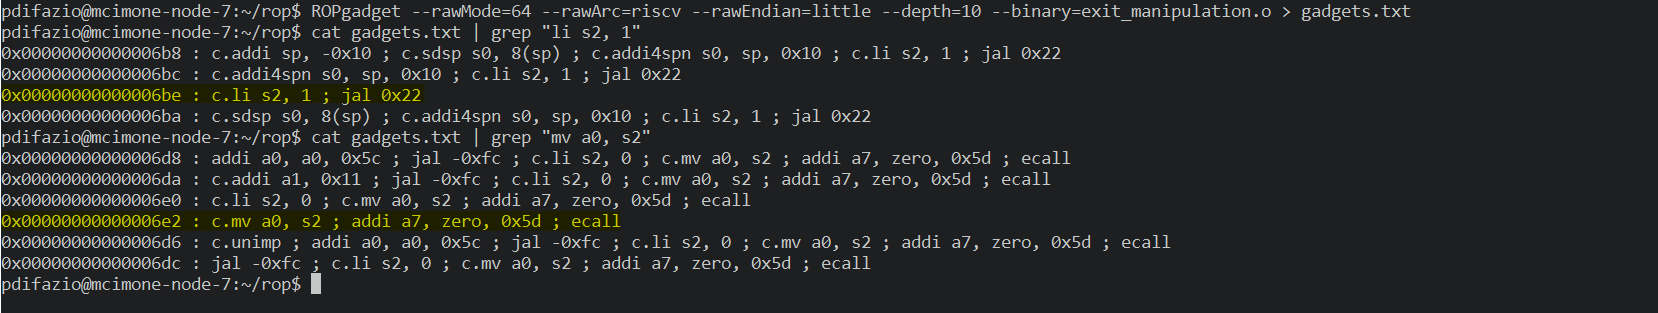 pdifazio@mcimone-node-7:~/rop$ ROPgadget --rawMode=64 --rawArc=riscv --rawEndian=little --depth=10 --binary=exit_manipulation.o > gadgets.txt
pdifazio@mcimone-node-7:~/rop$ cat gadgets.txt | grep "li s2, 1"
0x00000000000006b8 : c.addi sp, -0x10 ; c.sdsp s0, 8(sp) ; c.addi4spn s0, sp, 0x10 ; c.li s2, 1 ; jal 0x22
0x00000000000006bc : c.addi4spn s0, sp, 0x10 ; c.li s2, 1 ; jal 0x22
0x00000000000006be : c.li s2, 1 ; jal 0x22
0x00000000000006ba : c.sdsp s0, 8(sp) ; c.addi4spn s0, sp, 0x10 ; c.li s2, 1 ; jal 0x22
pdifazio@mcimone-node-7:~/rop$ cat gadgets.txt | grep "mv a0, s2"
0x00000000000006d8 : addi a0, a0, 0x5c ; jal -0xfc ; c.li s2, 0 ; c.mv a0, s2 ; addi a7, zero, 0x5d ; ecall
0x00000000000006da : c.addi a1, 0x11 ; jal -0xfc ; c.li s2, 0 ; c.mv a0, s2 ; addi a7, zero, 0x5d ; ecall
0x00000000000006e0 : c.li s2, 0 ; c.mv a0, s2 ; addi a7, zero, 0x5d ; ecall
0x00000000000006e2 : c.mv a0, s2 ; addi a7, zero, 0x5d ; ecall
0x00000000000006d6 : c.unimp ; addi a0, a0, 0x5c ; jal -0xfc ; c.li s2, 0 ; c.mv a0, s2 ; addi a7, zero, 0x5d ; ecall
0x00000000000006dc : jal -0xfc ; c.li s2, 0 ; c.mv a0, s2 ; addi a7, zero, 0x5d ; ecall
pdifazio@mcimone-node-7:~/rop$